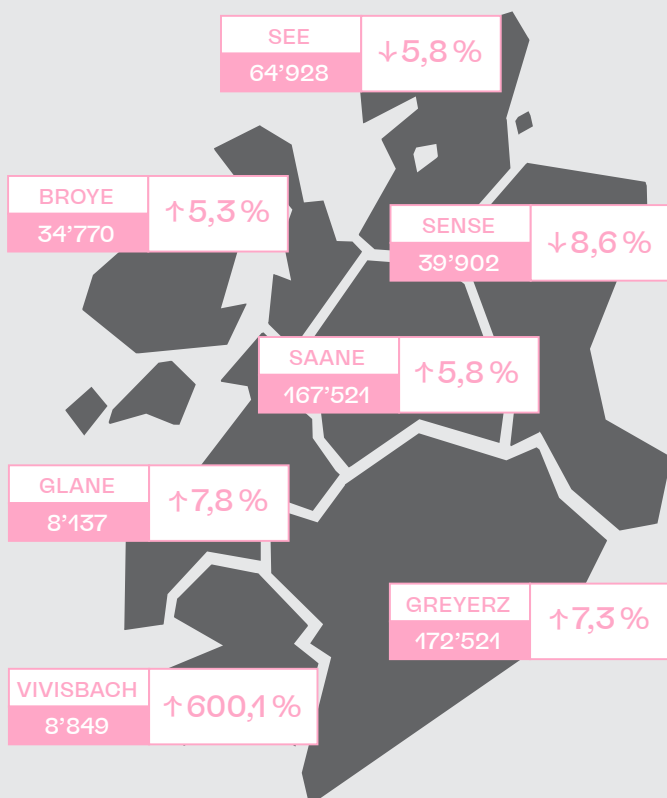 SEE
64’928
↓5,8 %
BROYE
34’770
↑5,3 %
SENSE
39’902
↓8,6 %
SAANE
167’521
↑5,8 %
GLANE
8’137
↑7,8 %
GREYERZ
172’521
↑7,3 %
VIVISBACH
8’849
↑600,1 %